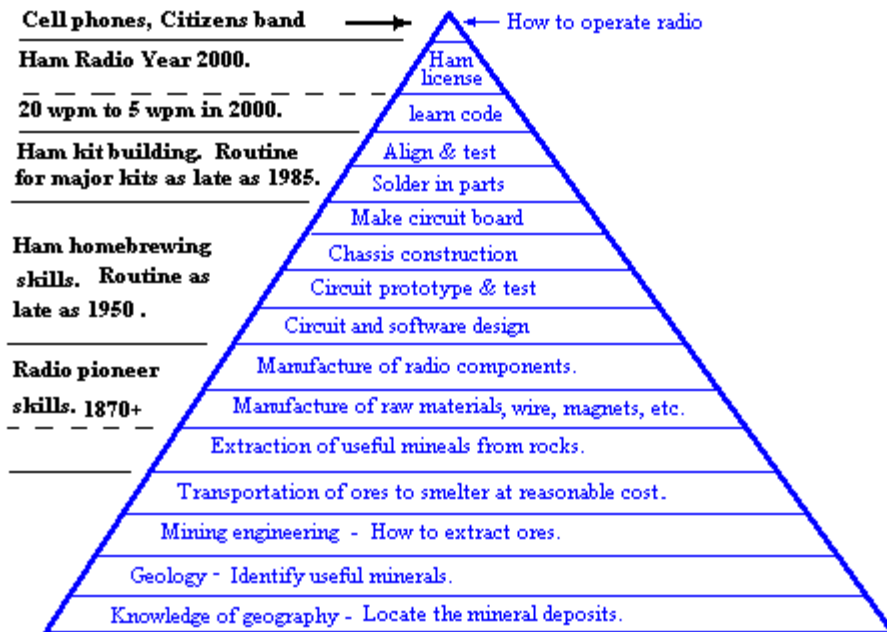 Cell phones, Citizens band
How to operate radio
Ham Radio Year 2000.
Ham
license
20 wpm to 5 wpm in 2000.
learn code
Ham kit building. Routine
for major kits as late as 1985.
Align & test
Solder in parts
Make circuit board
Ham homebrewing
skills. Routine as
late as 1950 .
Chassis construction
Circuit prototype & test
Circuit and software design
Radio pioneer
skills. 1870+
Manufacture of radio components.
Manufacture of raw materials, wire, magnets, etc.
Extraction of useful mineals from rocks.
Transportation of ores to smelter at reasonable cost.
Mining engineering - How to extract ores.
Geology - Identify useful minerals.
Knowledge of geography - Locate the mineral deposits.